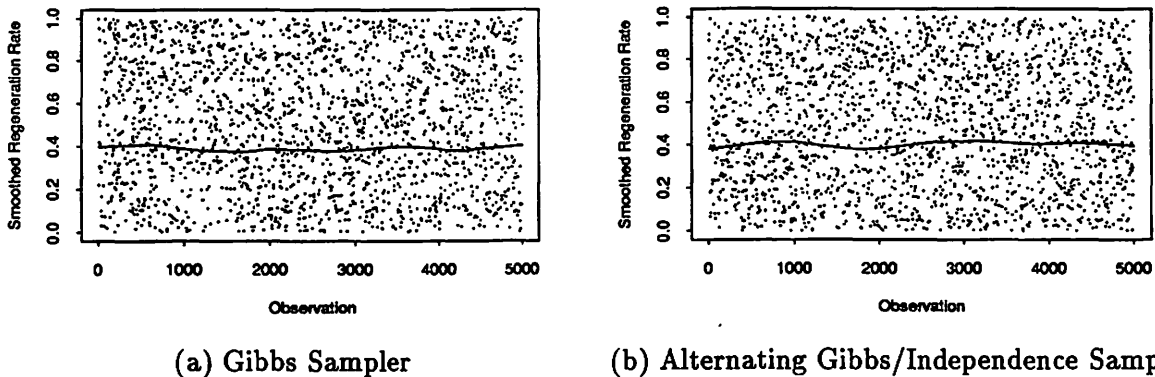 Smoothed Regeneration Rate
0.0 0.2 0.4 0.6 0.8 1.0
0 1000 2000 3000 4000 5000
Observation
(a) Gibbs Sampler
Smoothed Regeneration Rate
0.0 0.2 0.4 0.6 0.8 1.0
0 1000 2000 3000 4000 5000
Observation
(b) Alternating Gibbs/Independence Samp